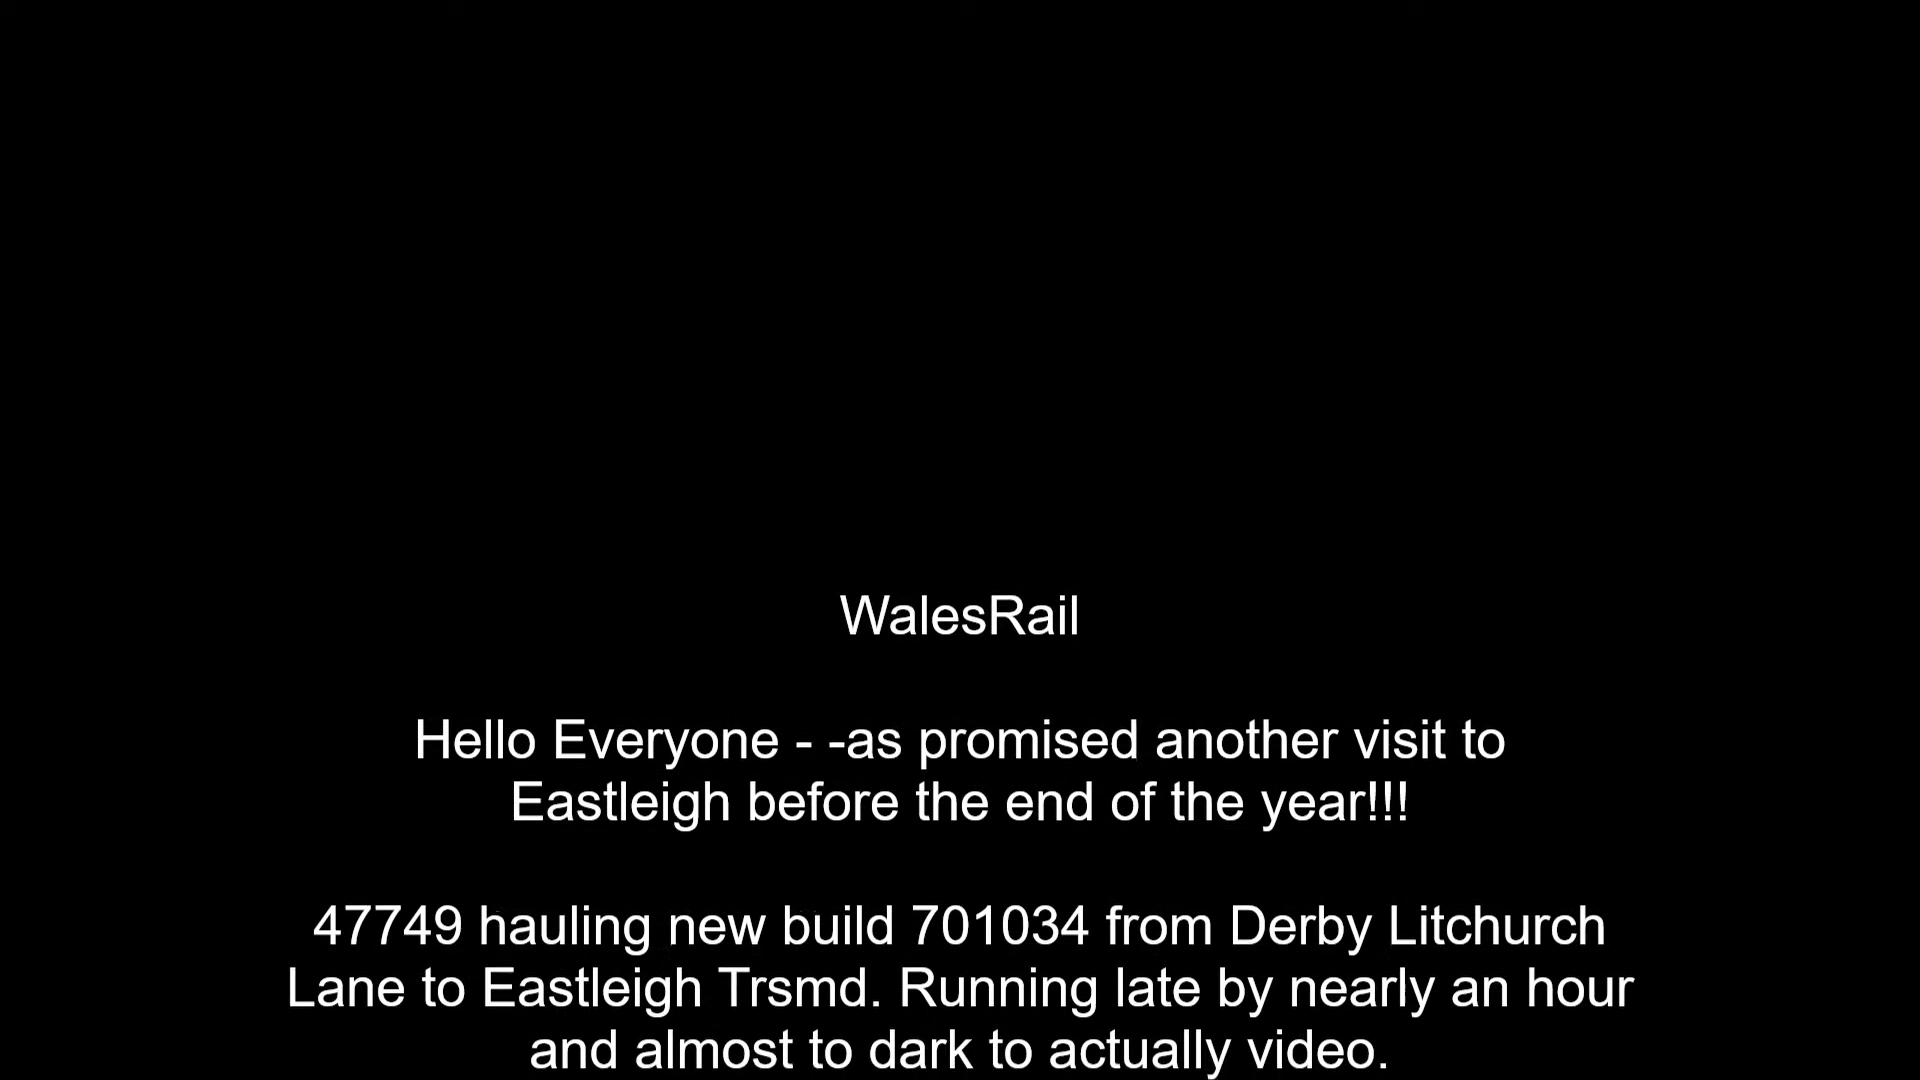 WalesRail
Hello Everyone - -as promised another visit to
Eastleigh before the end of the year!!!
47749 hauling new build 701034 from Derby Litchurch
Lane to Eastleigh Trsmd. Running late by nearly an hour
and almost to dark to actually video.